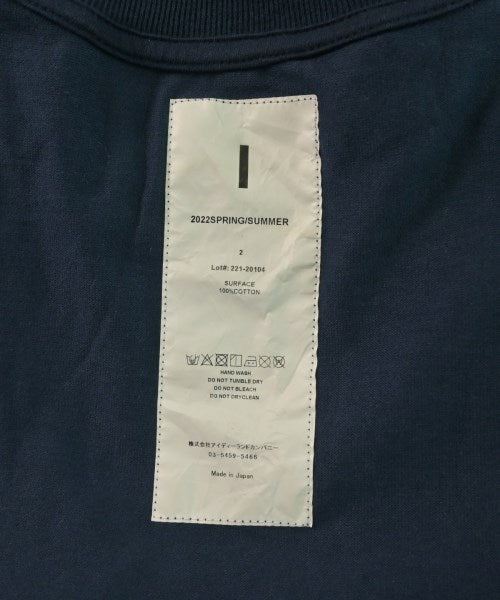 2022SPRING/SUMMER
2
Lot#: 221-20104
SURFACE
100%COTTON
HAND WASH
DO NOT TUMBLE DRY
DO NOT BLEACH
DO NOT DRYCLEAN
株式会社アイディーランドカンパニー
03-5459-5466
Made in Japan